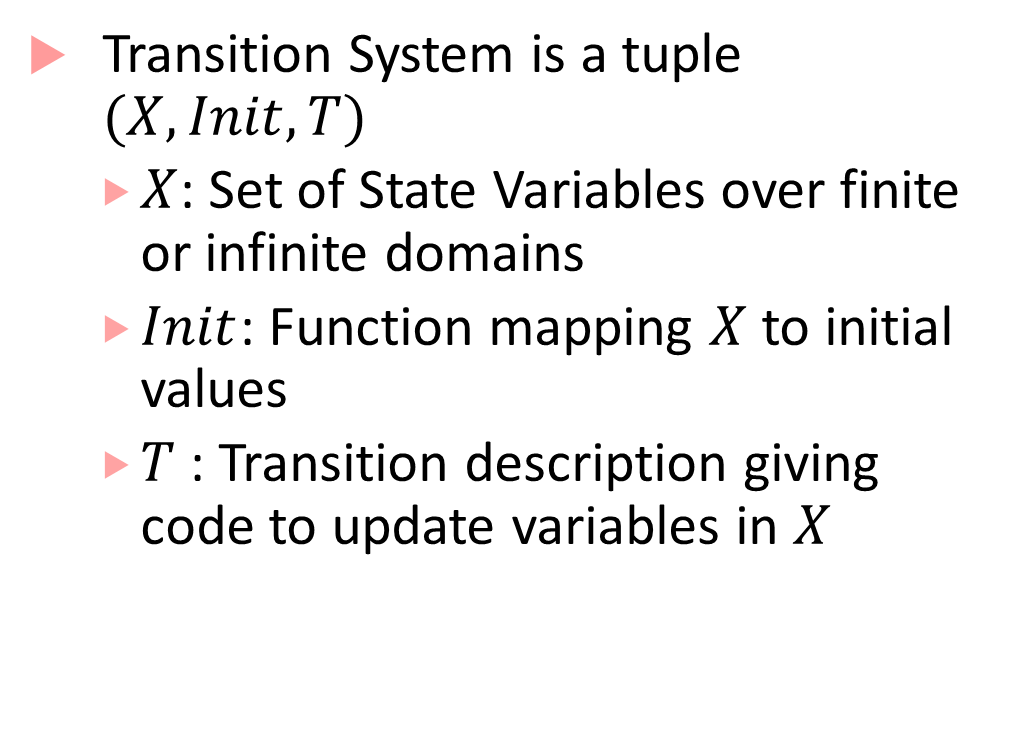 Transition System is a tuple
(X, Init, T)
X: Set of State Variables over finite
or infinite domains
Init: Function mapping X to initial
values
T : Transition description giving
code to update variables in X